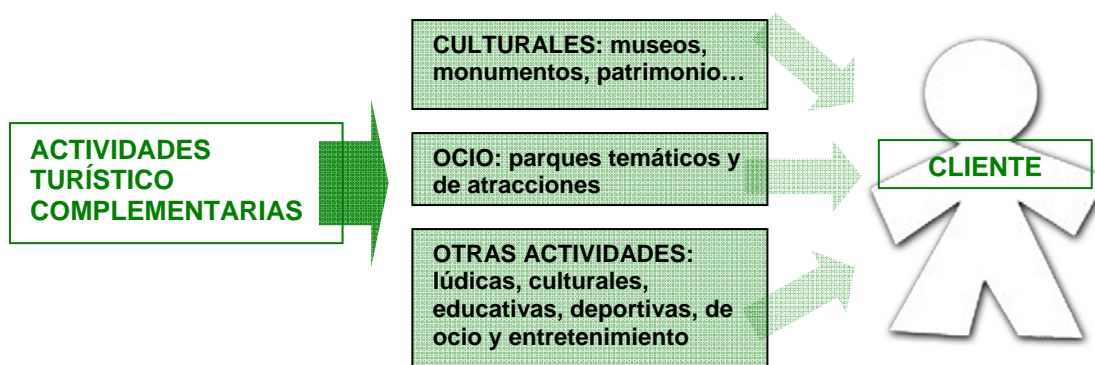 ACTIVIDADES
TURÍSTICO
COMPLEMENTARIAS
CULTURALES: museos,
monumentos, patrimonio…
OCIO: parques temáticos y
de atracciones
OTRAS ACTIVIDADES:
lúdicas, culturales,
educativas, deportivas, de
ocio y entretenimiento
CLIENTE